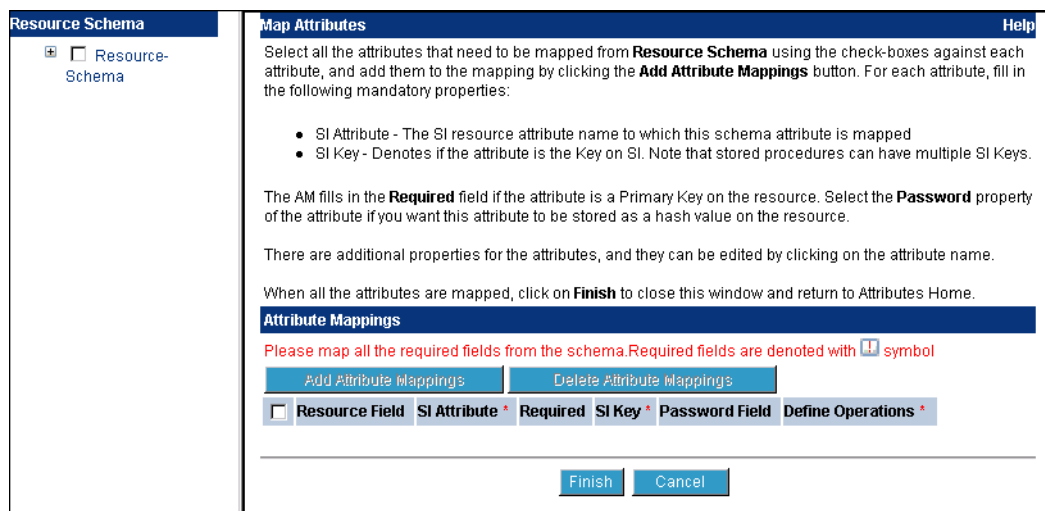 Resource Schema
Resource-
Schema
Map Attributes
Help
Select all the attributes that need to be mapped from Resource Schema using the check-boxes against each
attribute, and add them to the mapping by clicking the Add Attribute Mappings button. For each attribute, fill in
the following mandatory properties:
• SI Attribute - The SI resource attribute name to which this schema attribute is mapped
• SI Key - Denotes if the attribute is the Key on SI. Note that stored procedures can have multiple SI Keys.
The AM fills in the Required field if the attribute is a Primary Key on the resource. Select the Password property
of the attribute if you want this attribute to be stored as a hash value on the resource.
There are additional properties for the attributes, and they can be edited by clicking on the attribute name.
When all the attributes are mapped, click on Finish to close this window and return to Attributes Home.
Attribute Mappings
Please map all the required fields from the schema.Required fields are denoted with ! symbol
Add Attribute Mappings Delete Attribute Mappings
Resource Field SI Attribute * Required SI Key * Password Field Define Operations *
Finish Cancel